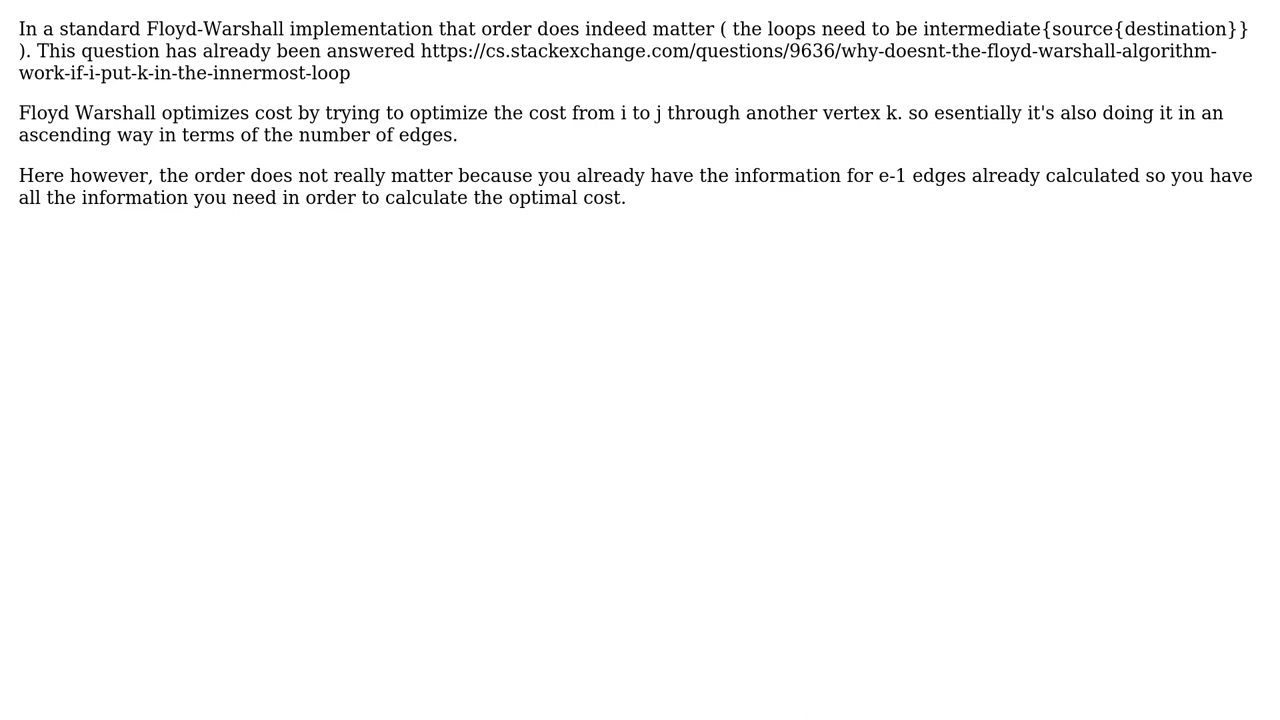 In a standard Floyd-Warshall implementation that order does indeed matter ( the loops need to be intermediate{source{destination}}
). This question has already been answered https://cs.stackexchange.com/questions/9636/why-doesnt-the-floyd-warshall-algorithm-
work-if-i-put-k-in-the-innermost-loop
Floyd Warshall optimizes cost by trying to optimize the cost from i to j through another vertex k. so esentially it's also doing it in an
ascending way in terms of the number of edges.
Here however, the order does not really matter because you already have the information for e-1 edges already calculated so you have
all the information you need in order to calculate the optimal cost.